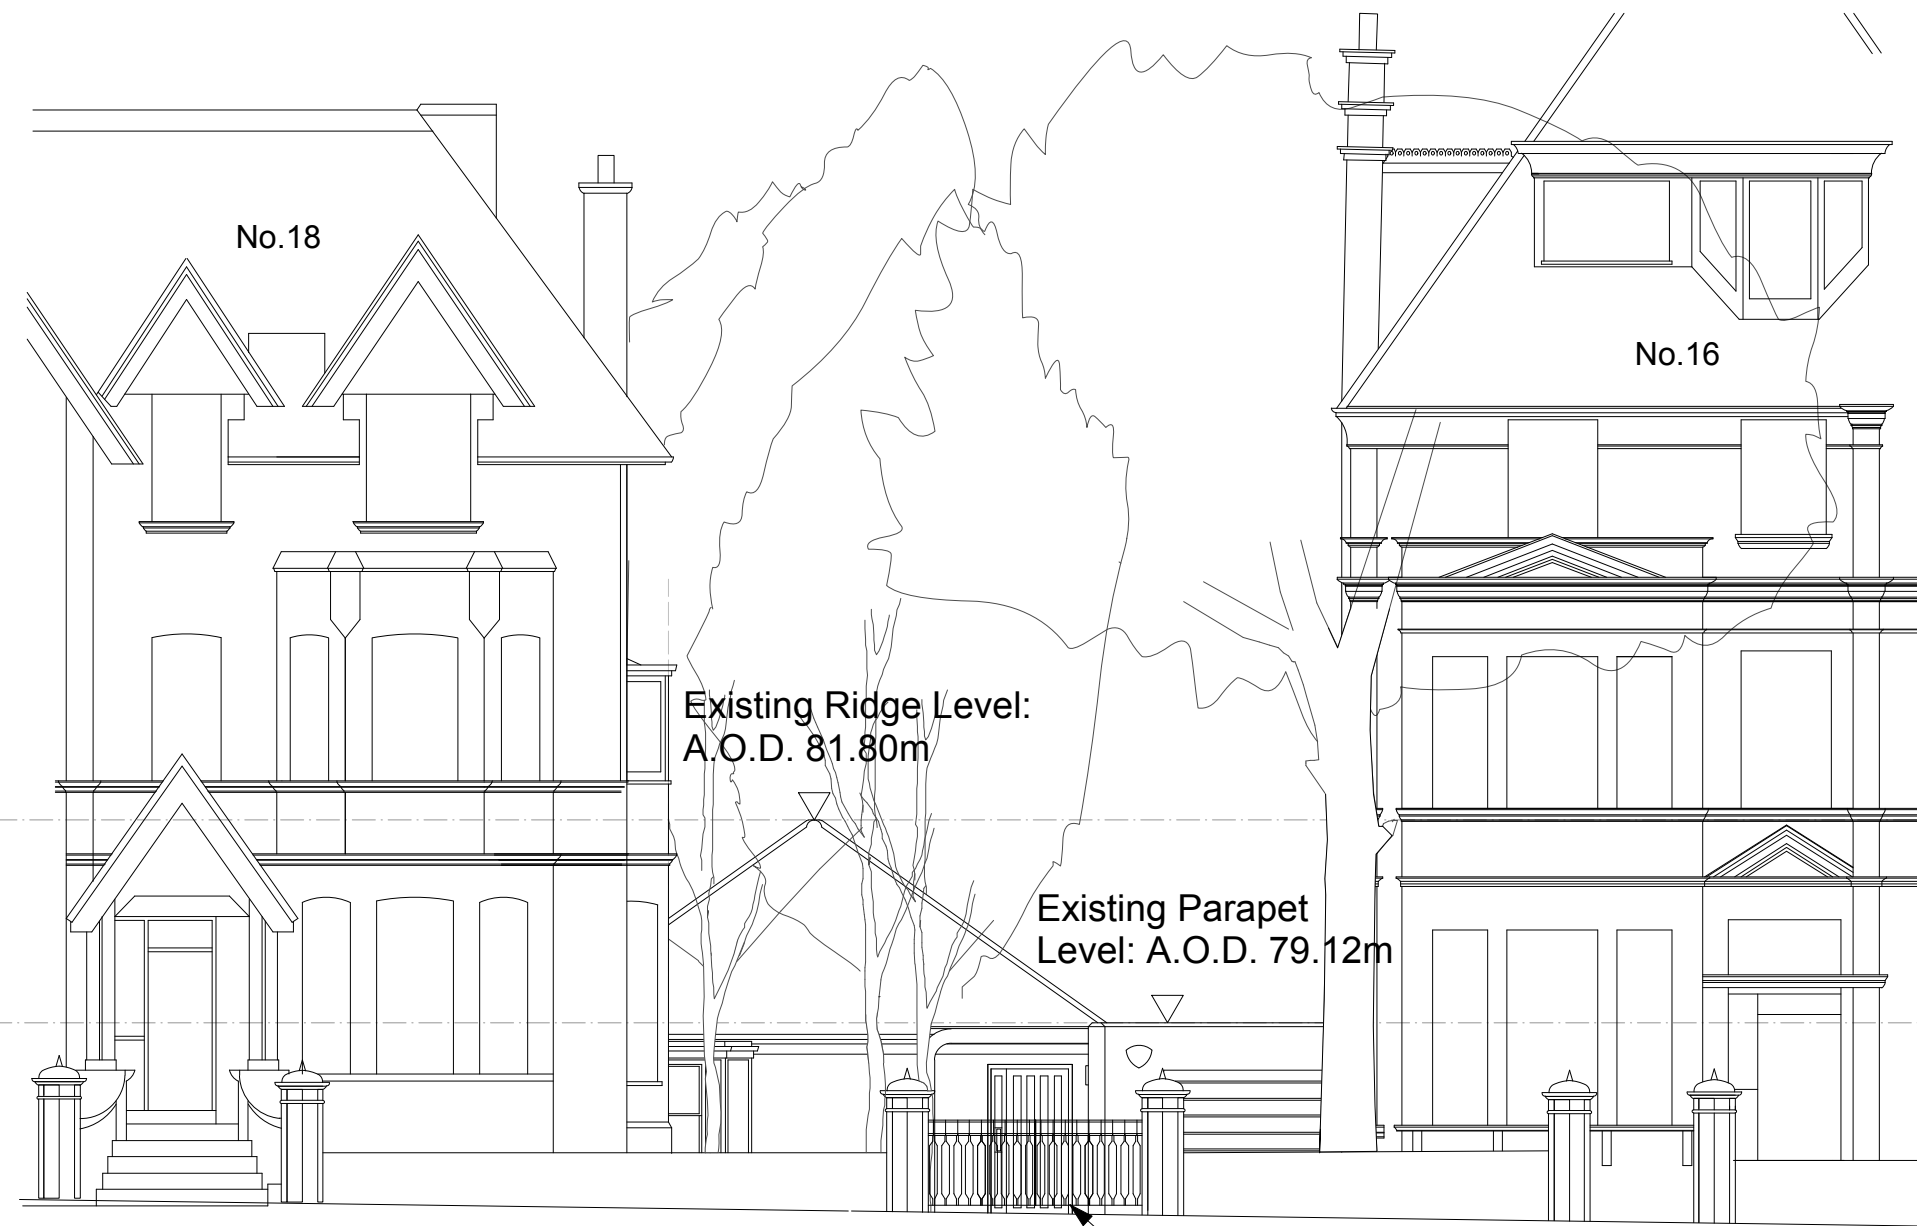 No.18
No.16
Existing Ridge Level:
A.O.D. 81.80m
Existing Parapet
Level: A.O.D. 79.12m